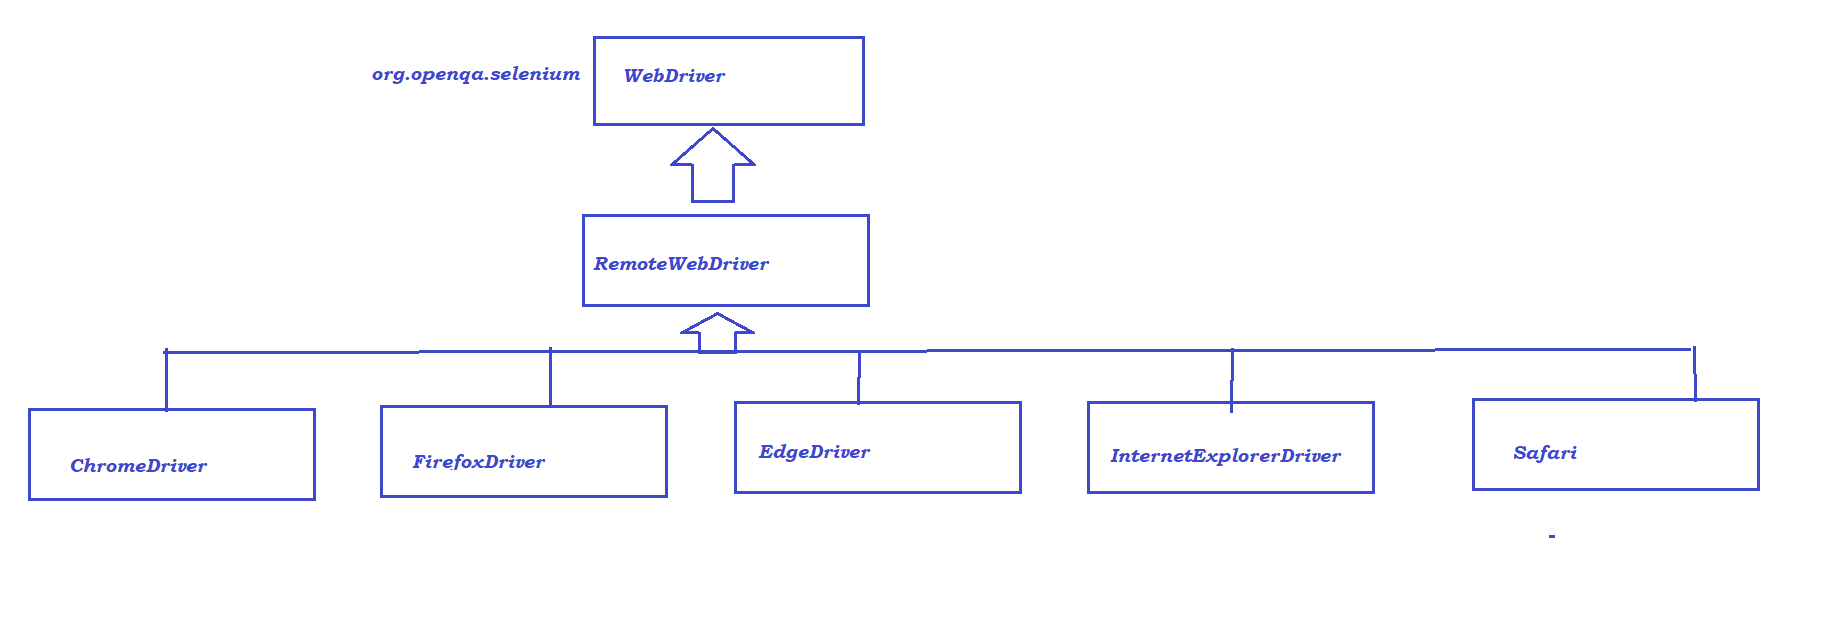 org.openqa.selenium
WebDriver
RemoteWebDriver
ChromeDriver
FirefoxDriver
EdgeDriver
InternetExplorerDriver
Safari